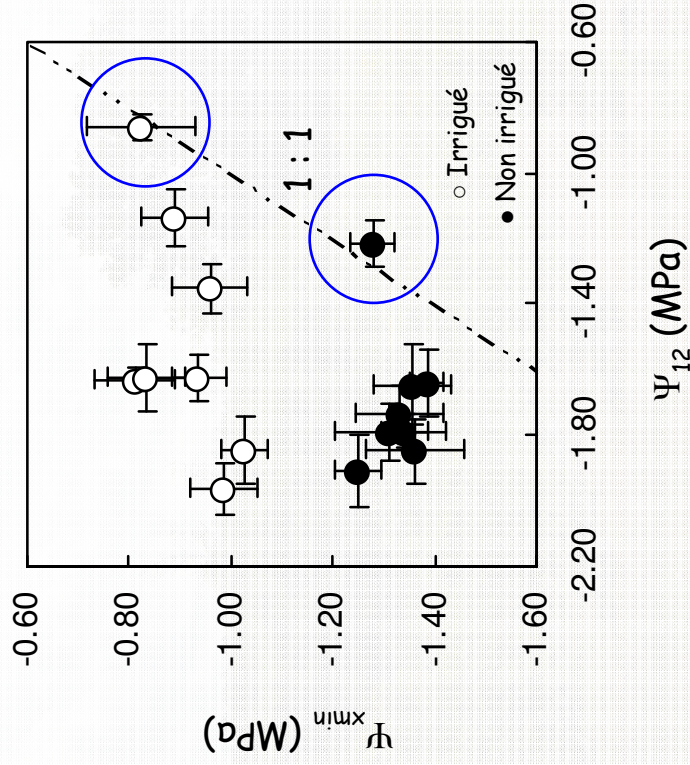 -0.60
-0.80
-1.00
-1.20
-1.40
-1.60
Ψxmin (MPa)
-2.20
-1.80
-1.40
-1.00
-0.60
Ψ12 (MPa)
1 : 1
○ Irrigué
● Non irrigué